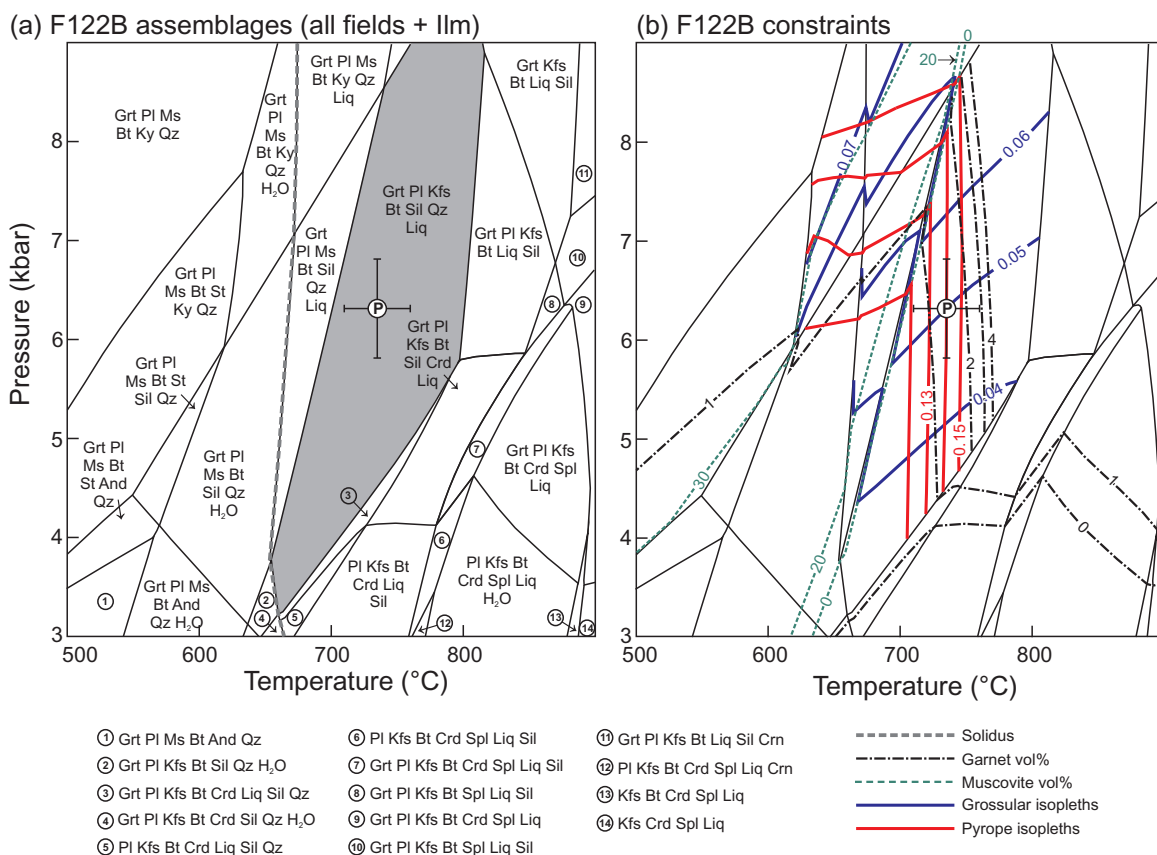 (a) F122B assemblages (all fields + Ilm)
Grt Pl Ms
Bt Ky Qz
Grt
Pl
Ms
Bt Ky
Qz
H2O
Grt Pl Ms
Bt Ky Qz
Liq
Grt Kfs
Bt Liq Sil
11
Grt Pl Kfs
Bt Sil Qz
Liq
Grt Pl Kfs
Bt Liq Sil
10
Grt Pl
Ms Bt St
Ky Qz
Grt
Pl Ms
Bt Sil
Qz
Liq
P
8
9
Grt Pl
Kfs Bt
Sil Crd
Liq
Grt Pl
Ms Bt St
Sil Qz
Grt Pl
Ms Bt
St And
Qz
Grt Pl
Ms Bt
Sil Qz
H2O
7
Grt Pl Kfs
Bt Crd Spl
Liq
3
6
1
Grt Pl Ms
Bt And
Qz H2O
2
4
5
Pl Kfs Bt
Crd Liq
Sil
Pl Kfs Bt
Crd Spl Liq
H2O
12
13
14
Pressure (kbar)
8
7
6
5
4
3
500
600
700
800
Temperature (°C)
(b) F122B constraints
0
20
0.07
0.06
0.05
0.04
P
4
2
0.13
0.15
1
30
20
0
1
0
8
7
6
5
4
3
500
600
700
800
Temperature (°C)
1 Grt Pl Ms Bt And Qz
2 Grt Pl Kfs Bt Sil Qz H2O
3 Grt Pl Kfs Bt Crd Liq Sil Qz
4 Grt Pl Kfs Bt Crd Sil Qz H2O
5 Pl Kfs Bt Crd Liq Sil Qz
6 Pl Kfs Bt Crd Spl Liq Sil
7 Grt Pl Kfs Bt Crd Spl Liq Sil
8 Grt Pl Kfs Bt Spl Liq Sil
9 Grt Pl Kfs Bt Crd Spl Liq
10 Grt Pl Kfs Bt Spl Liq Sil
11 Grt Pl Kfs Bt Liq Sil Crn
12 Pl Kfs Bt Crd Spl Liq Crn
13 Kfs Bt Crd Spl Liq
14 Kfs Crd Spl Liq
Solidus
Garnet vol%
Muscovite vol%
Grossular isopleths
Pyrope isopleths